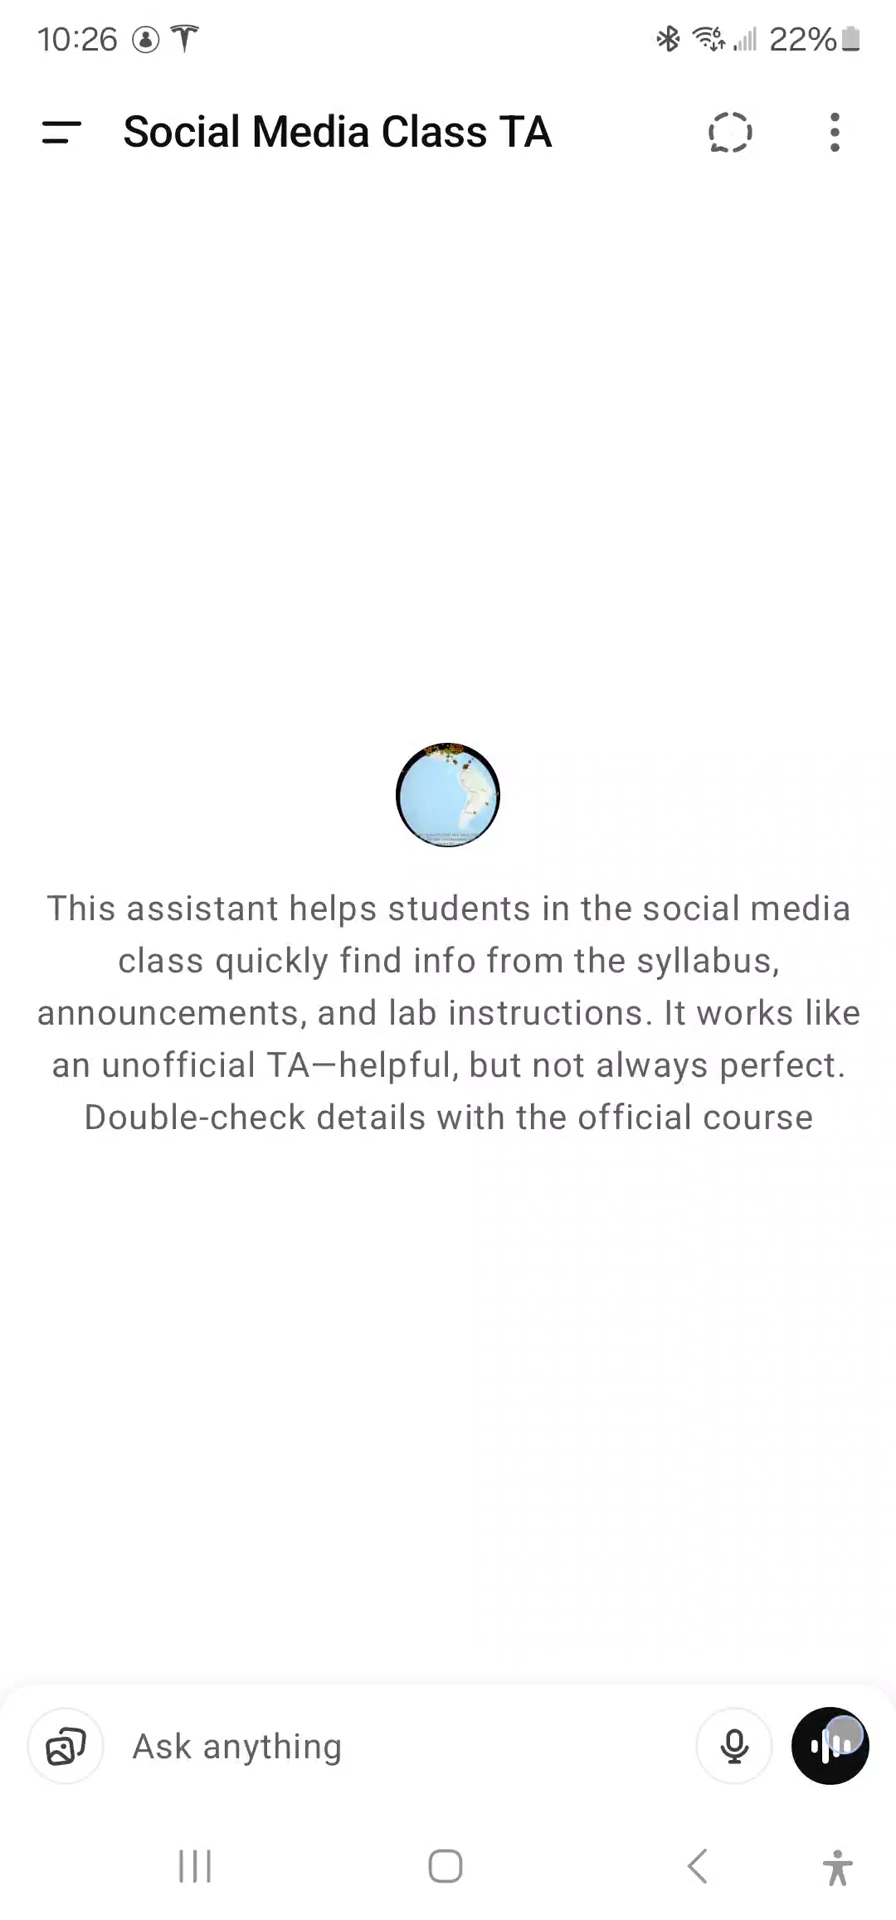 10:26
22%
Social Media Class TA
This assistant helps students in the social media
class quickly find info from the syllabus,
announcements, and lab instructions. It works like
an unofficial TA—helpful, but not always perfect.
Double-check details with the official course
Ask anything